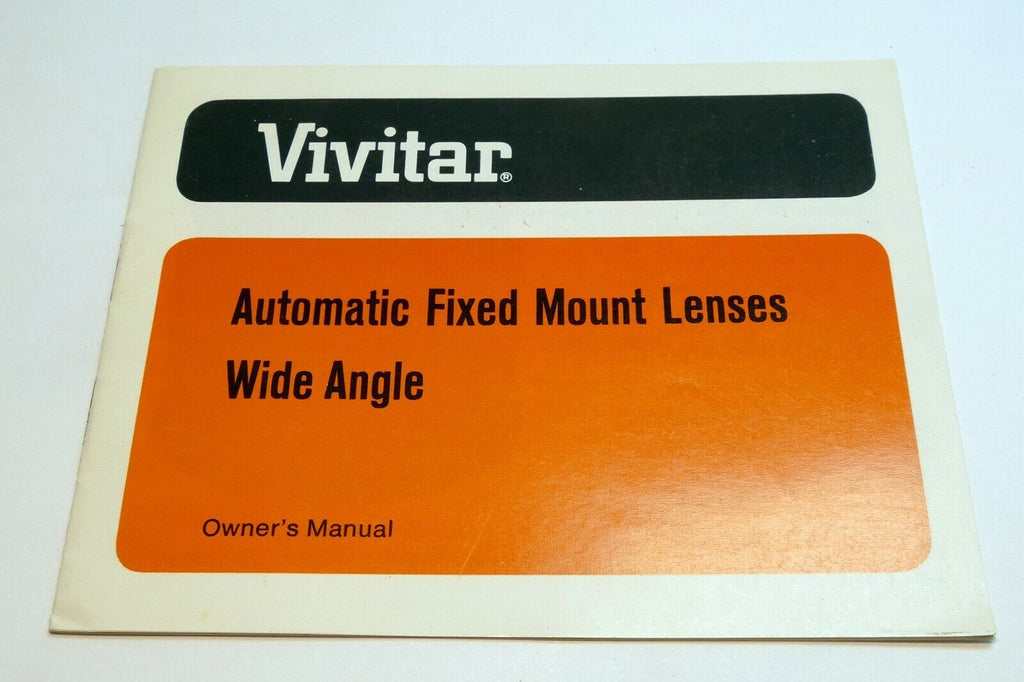 Vivitar®
Automatic Fixed Mount Lenses
Wide Angle
Owner's Manual